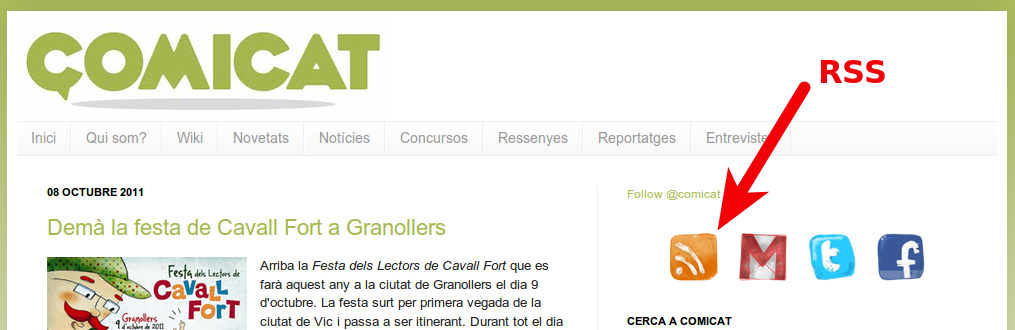 COMICAT
RSS
Inici Qui som? Wiki Novetats Notícies Concursos Ressenyes Reportatges Entreviste
08 OCTUBRE 2011
Follow @comicat
Demà la festa de Cavall Fort a Granollers
Festa dels Lectors de
CAVALL
FORT
Granollers
9 d'octubre de 2011
Arriba la Festa dels Lectors de Cavall Fort que es
farà aquest any a la ciutat de Granollers el dia 9
d'octubre. La festa surt per primera vegada de la
ciutat de Vic i passa a ser itinerant. Durant tot el dia
CERCA A COMICAT